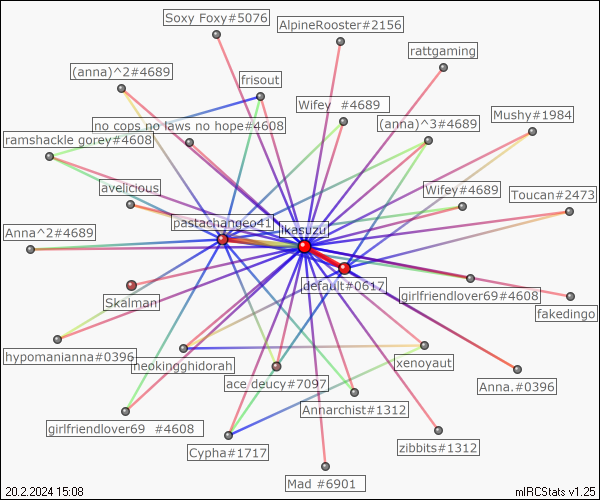 Soxy Foxy#5076
AlpineRooster#2156
rattgaming
(anna)^2#4689
frisout
Wifey  #4689
Mushy#1984
no cops no laws no hope#4608
(anna)^3#4689
ramshackle gorey#4608
avelicious
Wifey#4689
Toucan#2473
pastachangeo41
ikasuzu
Anna^2#4689
default#0617
Skalman
girlfriendlover69#4608
fakedingo
hypomanianna#0396
neokingghidorah
xenoyaut
ace deucy#7097
Anna.#0396
Annarchist#1312
girlfriendlover69  #4608
Cypha#1717
zibbits#1312
Mad #6901
20.2.2024 15:08
mIRCStats v1.25